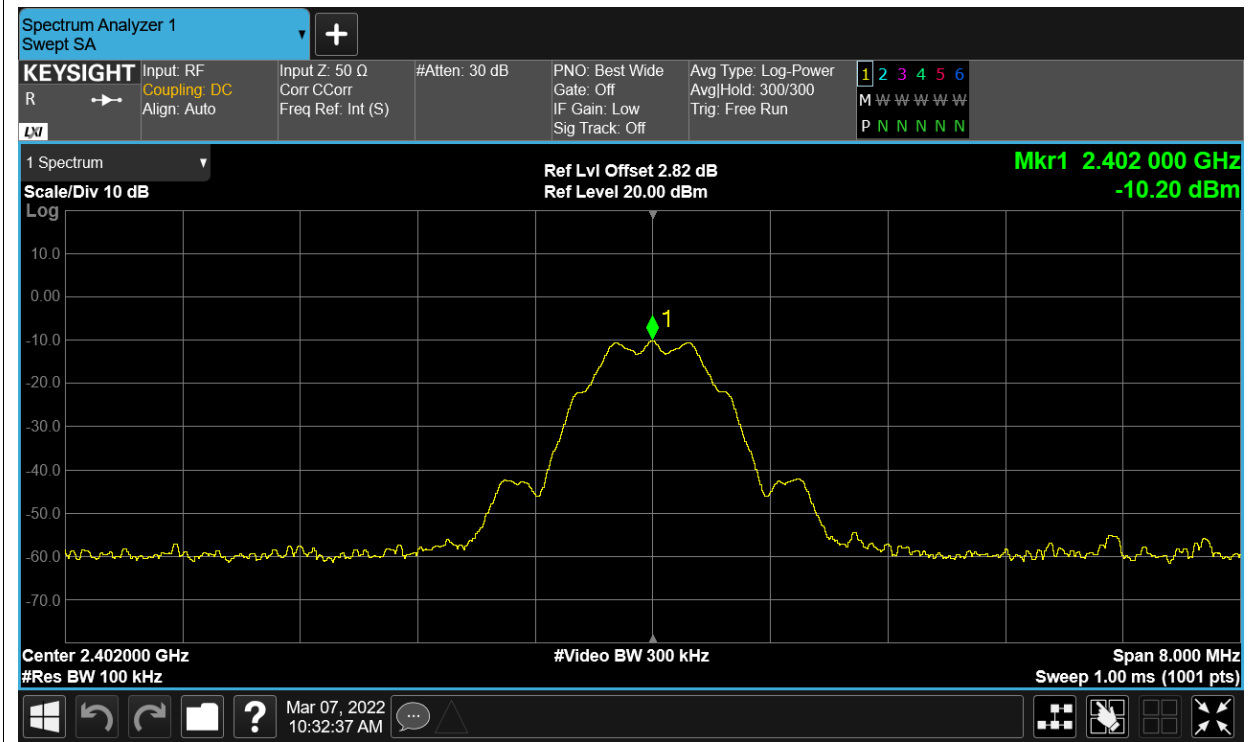 Spectrum Analyzer 1
Swept SA
+
KEYSIGHT
R
LXI
Input: RF
Coupling: DC
Align: Auto
Input Z: 50 Ω
Corr CCorr
Freq Ref: Int (S)
#Atten: 30 dB
PNO: Best Wide
Gate: Off
IF Gain: Low
Sig Track: Off
Avg Type: Log-Power
Avg|Hold: 300/300
Trig: Free Run
1 2 3 4 5 6
M W W W W W
P N N N N N
1 Spectrum
Scale/Div 10 dB
Ref Lvl Offset 2.82 dB
Ref Level 20.00 dBm
Mkr1 2.402 000 GHz
-10.20 dBm
Log
10.0
0.00
-10.0
-20.0
-30.0
-40.0
-50.0
-60.0
-70.0
1
Center 2.402000 GHz
#Res BW 100 kHz
#Video BW 300 kHz
Span 8.000 MHz
Sweep 1.00 ms (1001 pts)
?
Mar 07, 2022
10:32:37 AM